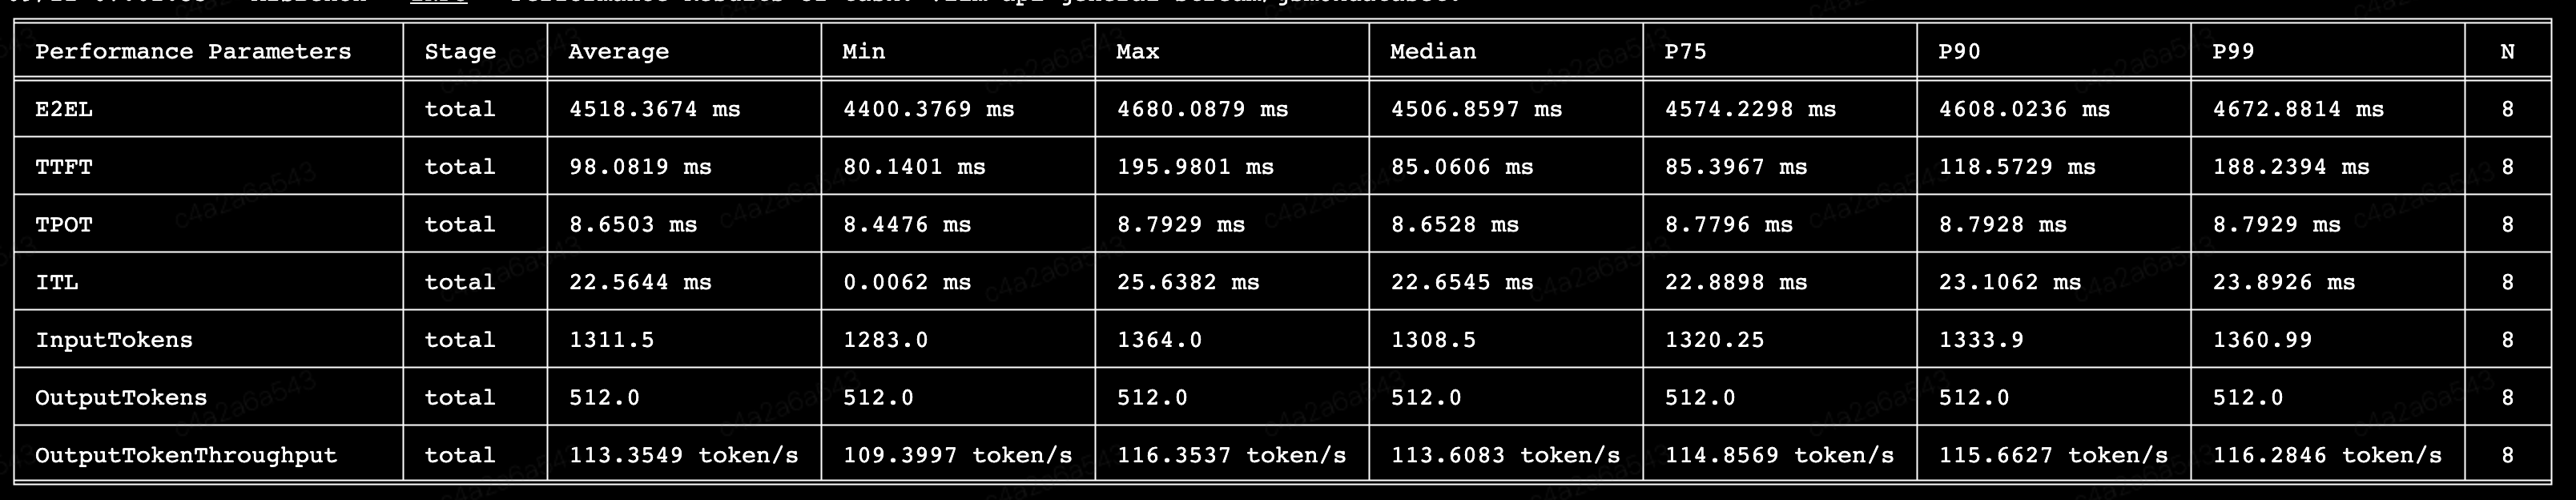 Performance Parameters Stage Average Min Max Median P75 P90 P99 N
E2EL total 4518.3674 ms 4400.3769 ms 4680.0879 ms 4506.8597 ms 4574.2298 ms 4608.0236 ms 4672.8814 ms 8
TTFT total 98.0819 ms 80.1401 ms 195.9801 ms 85.0606 ms 85.3967 ms 118.5729 ms 188.2394 ms 8
TPOT total 8.6503 ms 8.4476 ms 8.7929 ms 8.6528 ms 8.7796 ms 8.7928 ms 8.7929 ms 8
ITL total 22.5644 ms 0.0062 ms 25.6382 ms 22.6545 ms 22.8898 ms 23.1062 ms 23.8926 ms 8
InputTokens total 1311.5 1283.0 1364.0 1308.5 1320.25 1333.9 1360.99 8
OutputTokens total 512.0 512.0 512.0 512.0 512.0 512.0 512.0 8
OutputTokenThroughput total 113.3549 token/s 109.3997 token/s 116.3537 token/s 113.6083 token/s 114.8569 token/s 115.6627 token/s 116.2846 token/s 8
c4a2a6a543